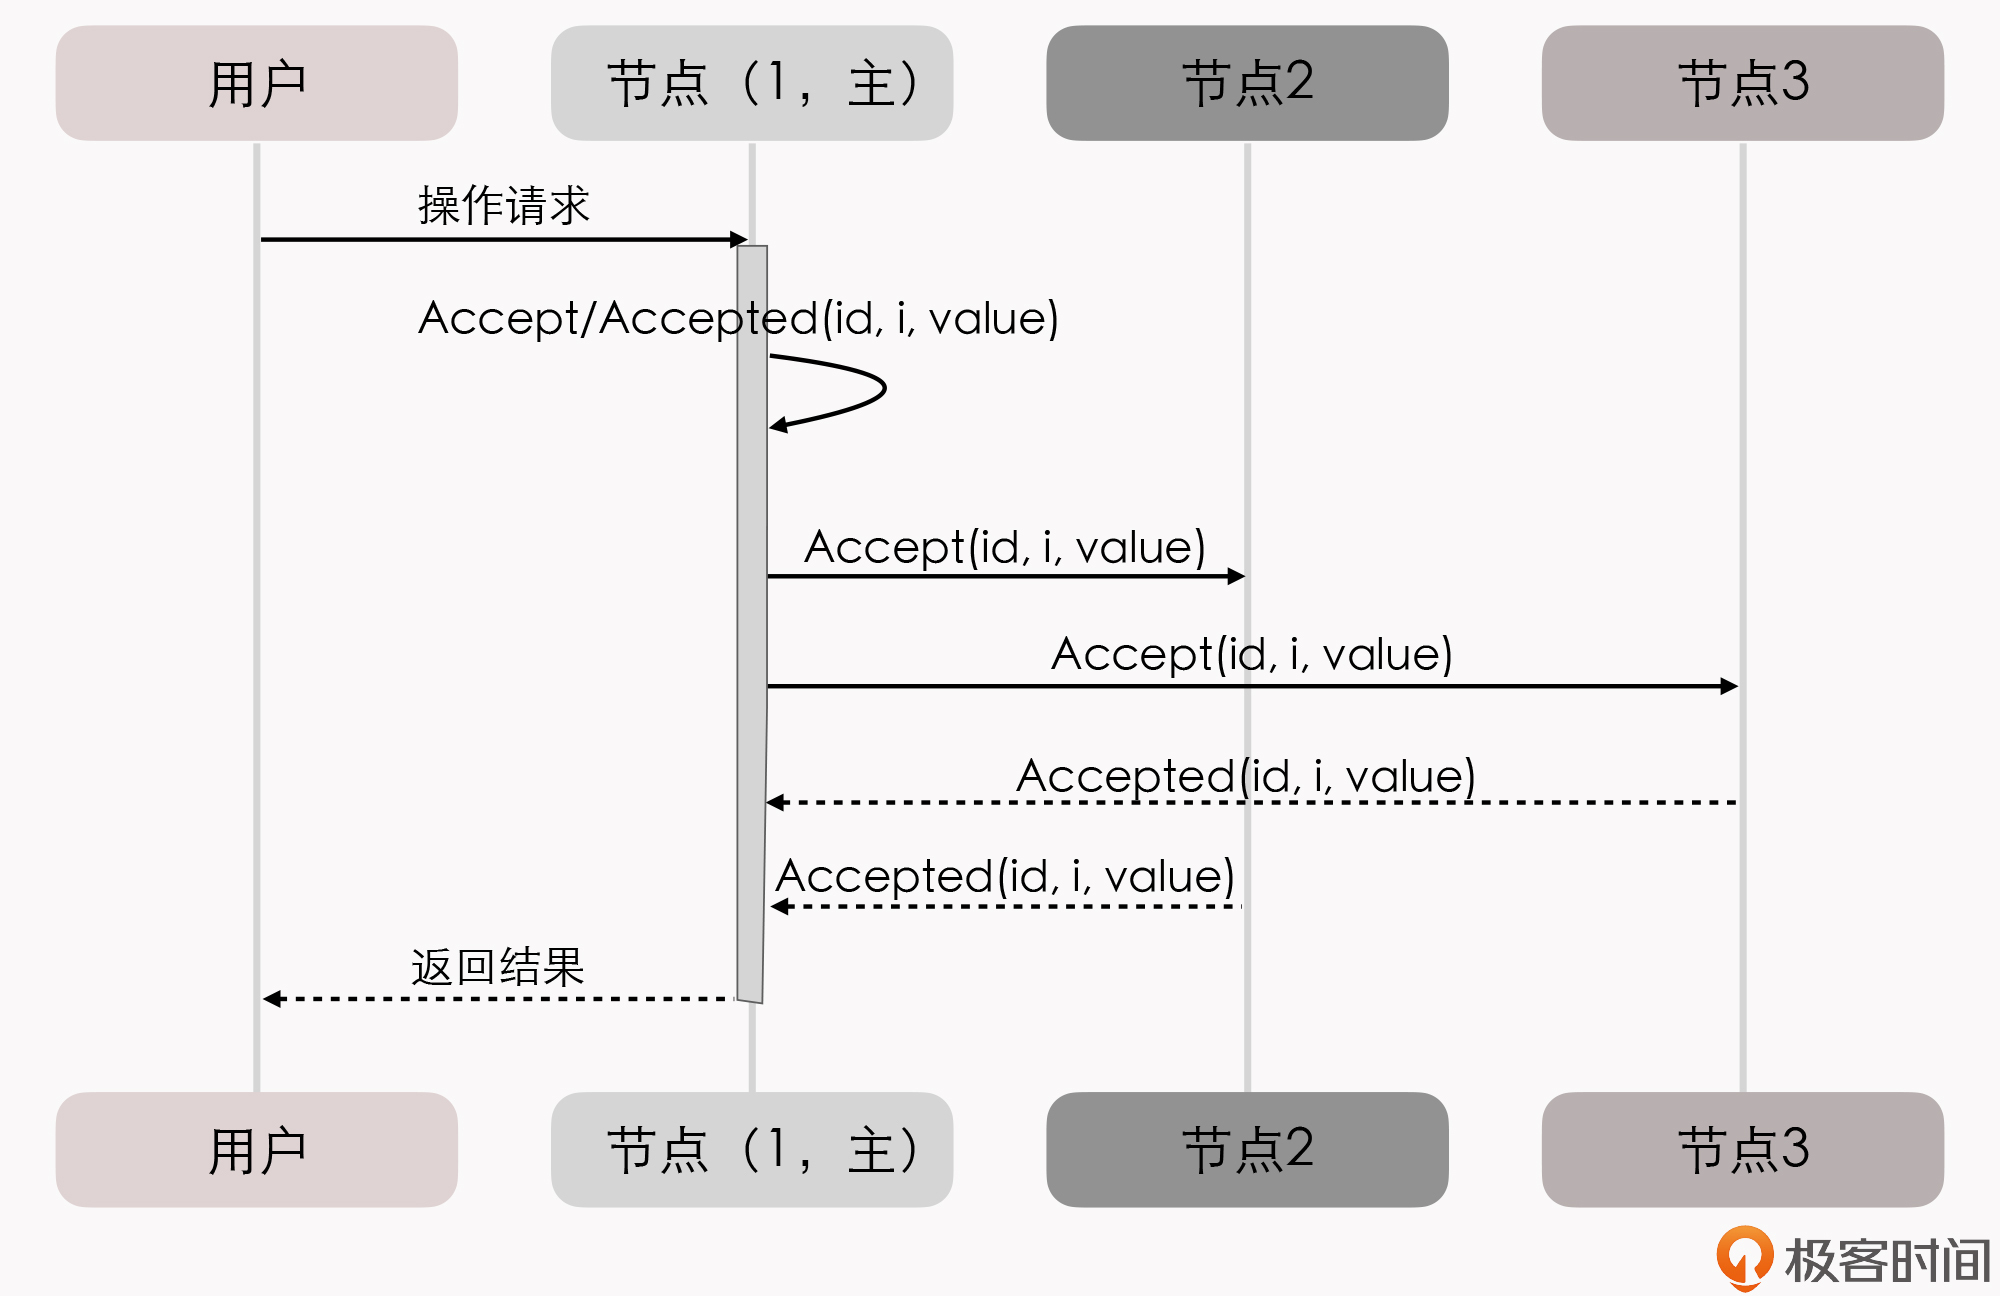 用户
节点（1，主）
节点2
节点3
操作请求
Accept/Accepted(id, i, value)
Accept(id, i, value)
Accept(id, i, value)
Accepted(id, i, value)
Accepted(id, i, value)
返回结果
用户
节点（1，主）
节点2
节点3
极客时间